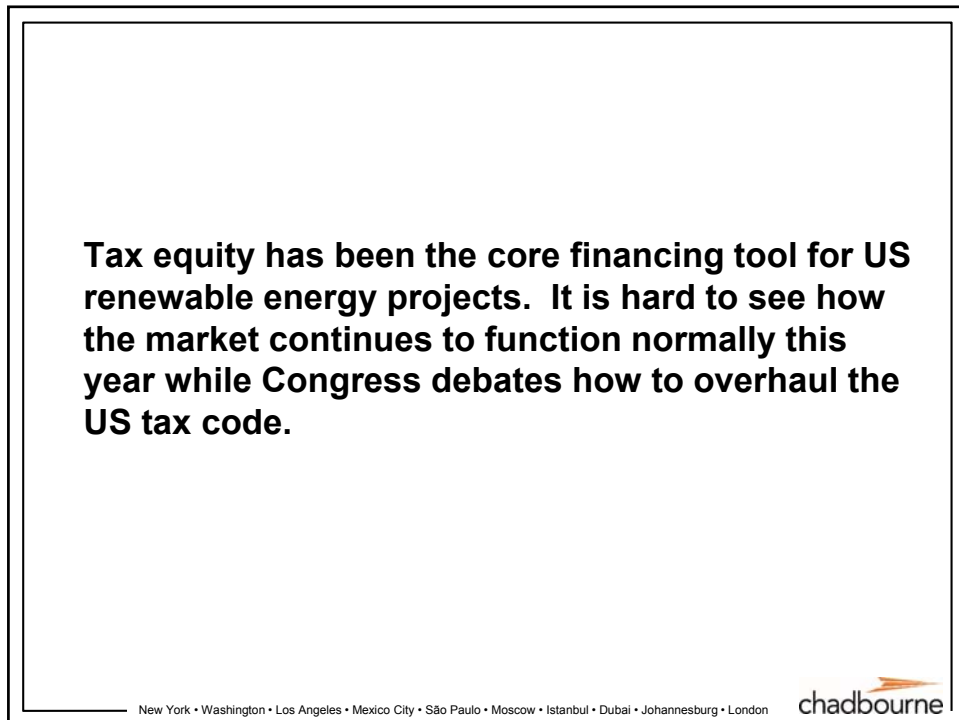 Tax equity has been the core financing tool for US
renewable energy projects.  It is hard to see how
the market continues to function normally this
year while Congress debates how to overhaul the
US tax code.
New York • Washington • Los Angeles • Mexico City • São Paulo • Moscow • Istanbul • Dubai • Johannesburg • London
chadbourne